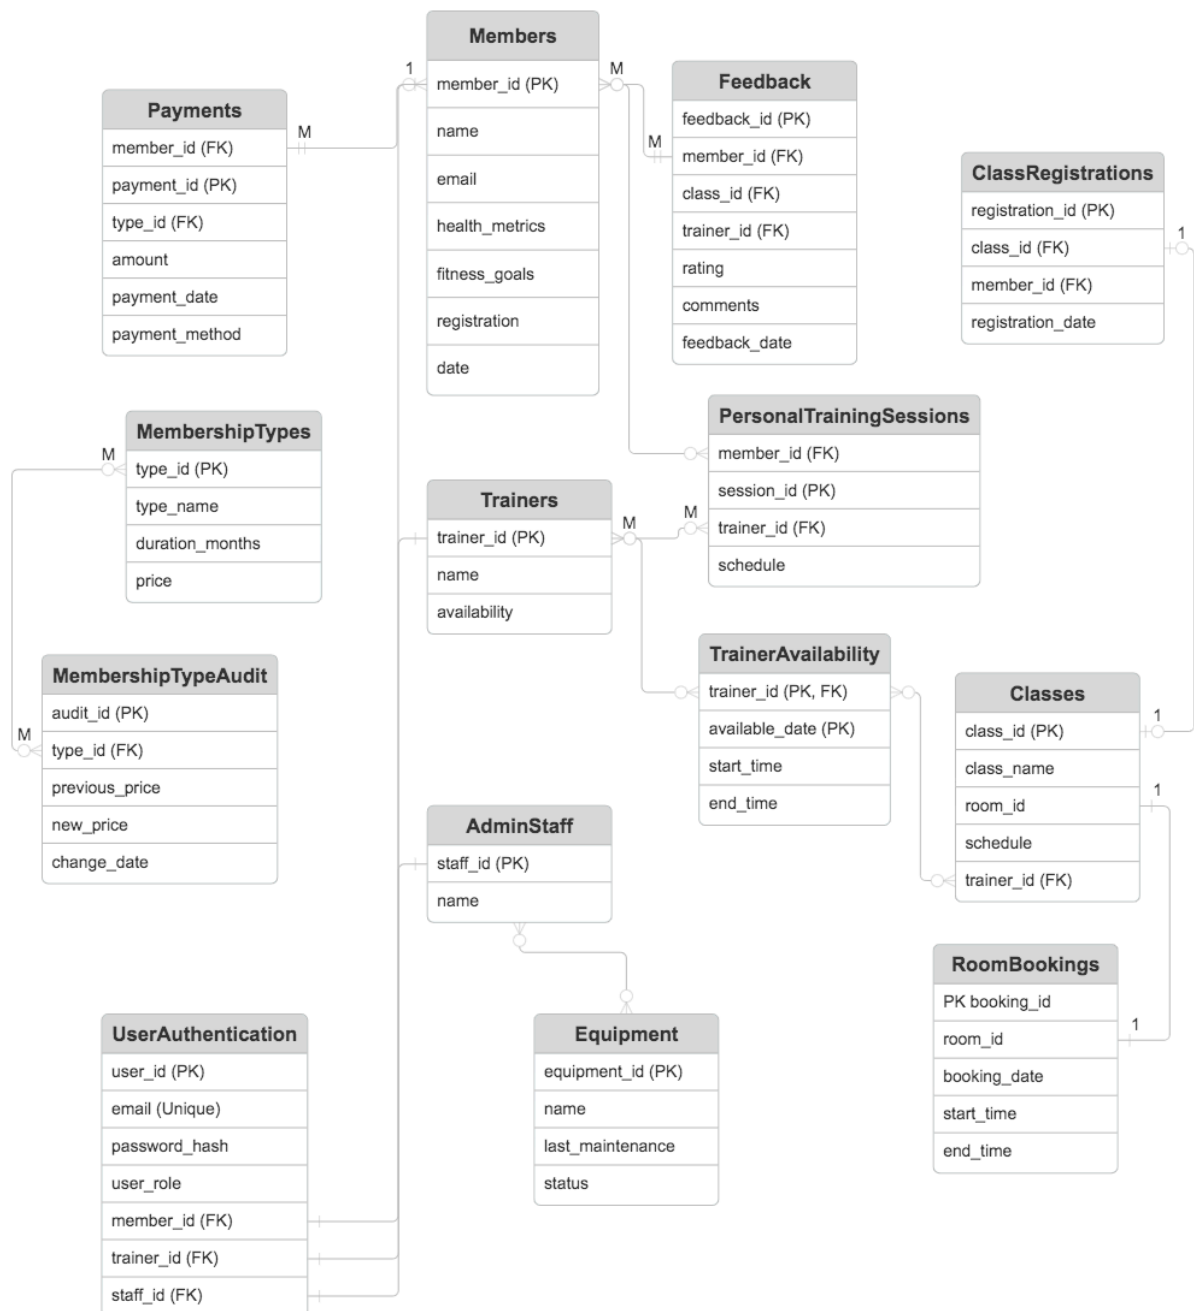 Members
member_id (PK)
name
email
health_metrics
fitness_goals
registration
date
1
M
Payments
member_id (FK)
payment_id (PK)
type_id (FK)
amount
payment_date
payment_method
M
Feedback
feedback_id (PK)
member_id (FK)
class_id (FK)
trainer_id (FK)
rating
comments
feedback_date
M
ClassRegistrations
registration_id (PK)
class_id (FK)
member_id (FK)
registration_date
1
MembershipTypes
type_id (PK)
type_name
duration_months
price
M
PersonalTrainingSessions
member_id (FK)
session_id (PK)
trainer_id (FK)
schedule
M
Trainers
trainer_id (PK)
name
availability
M
MembershipTypeAudit
audit_id (PK)
type_id (FK)
previous_price
new_price
change_date
M
TrainerAvailability
trainer_id (PK, FK)
available_date (PK)
start_time
end_time
Classes
class_id (PK)
class_name
room_id
schedule
trainer_id (FK)
1
1
AdminStaff
staff_id (PK)
name
RoomBookings
PK booking_id
room_id
booking_date
start_time
end_time
1
UserAuthentication
user_id (PK)
email (Unique)
password_hash
user_role
member_id (FK)
trainer_id (FK)
staff_id (FK)
Equipment
equipment_id (PK)
name
last_maintenance
status